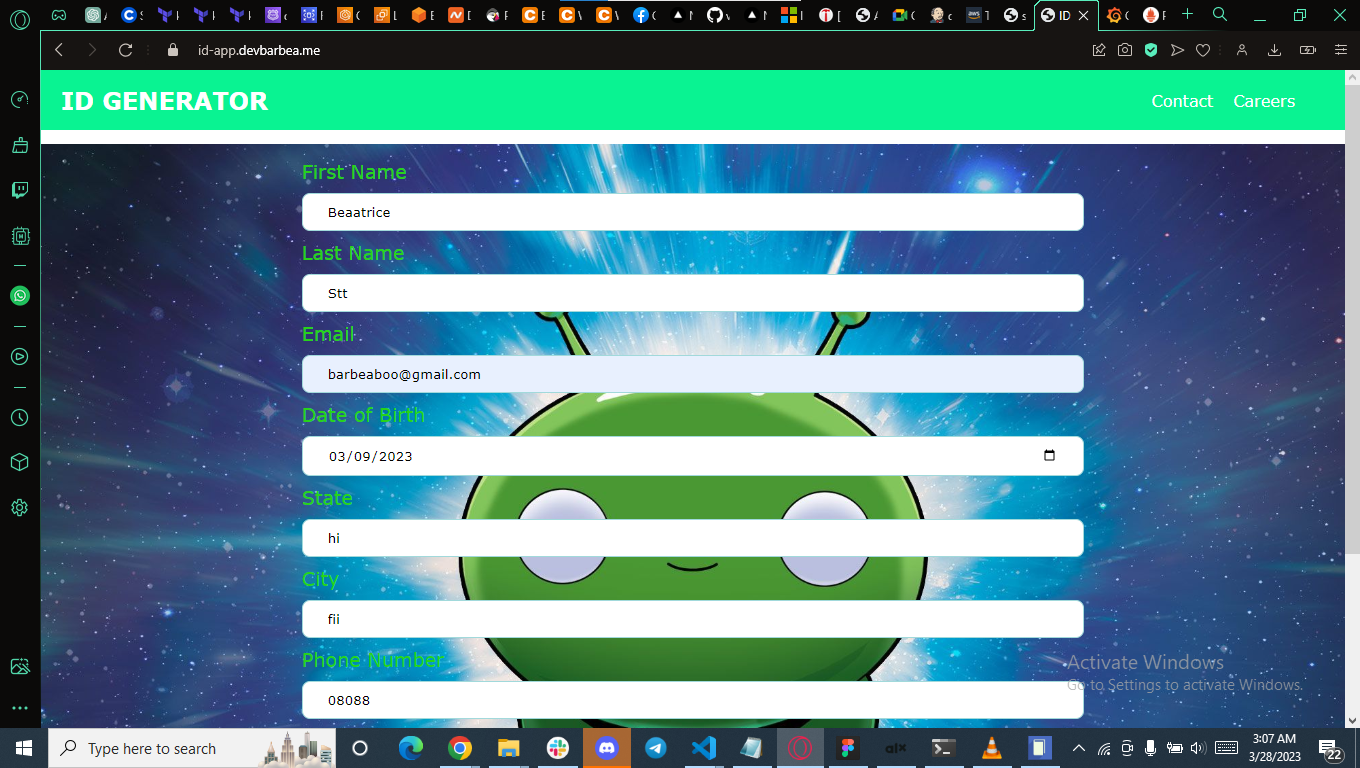 ID
id-app.devbarbea.me
ID GENERATOR
Contact Careers
First Name
Beaatrice
Last Name
Stt
Email
barbeaboo@gmail.com
Date of Birth
03/09/2023
State
hi
City
fii
Phone Number
08088
Activate Windows
Go to Settings to activate Windows.
Type here to search
alx
3:07 AM
3/28/2023
22